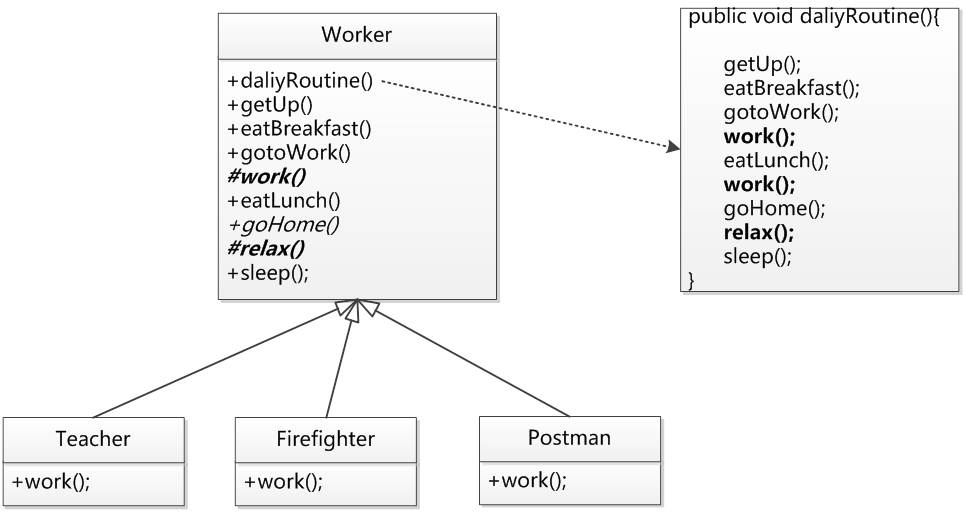 Worker
+daliyRoutine()
+getUp()
+eatBreakfast()
+gotoWork()
#work()
+eatLunch()
+goHome()
#relax()
+sleep();
public void daliyRoutine(){
getUp();
eatBreakfast();
gotoWork();
work();
eatLunch();
work();
goHome();
relax();
sleep();
}
Teacher
+work();
Firefighter
+work();
Postman
+work();